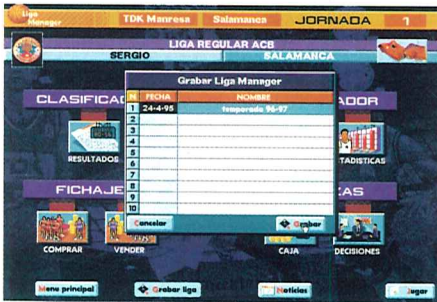 Liga Manager TDK Manresa Salamanca JORNADA 1
LIGA REGULAR ACB
SERGIO SALAMANCA
Grabar Liga Manager
N FECHA NOMBRE
1 24-4-95 temporada 96-97
2
3
4
5
6
7
8
9
10
Cancelar Grabar
CLASIFICAC ADOR
RESULTADOS TADISTICAS
FICHAJE AS
COMPRAR VENDER CAJA DECISIONES
Menu principal Grabar liga Noticias Jugar